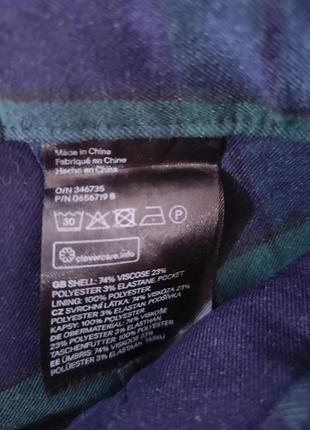 Made in China
Fabriqué en Chine
Hecho en China
O/N 346735
P/N 0656719 8
30 P
clevercare.info
GB SHELL: 74% VISCOSE 23%
POLYESTER 3% ELASTANE. POCKET
LINING: 100% POLYESTER
CZ SVRCHNÍ LÁTKA: 74% VISKÓZA 23%
POLYESTER 3% ELASTAN. PODŠÍVKA
KAPSY: 100% POLYESTER
DE OBERMATERIAL: 74% VISKOSE
23% POLYESTER 3% ELASTHAN.
TASCHENFUTTER: 100% POLYESTER
EE ÜMBRIS: 74% VISKOOS 23%
POLÜESTER 3% ELASTAAN TASKU